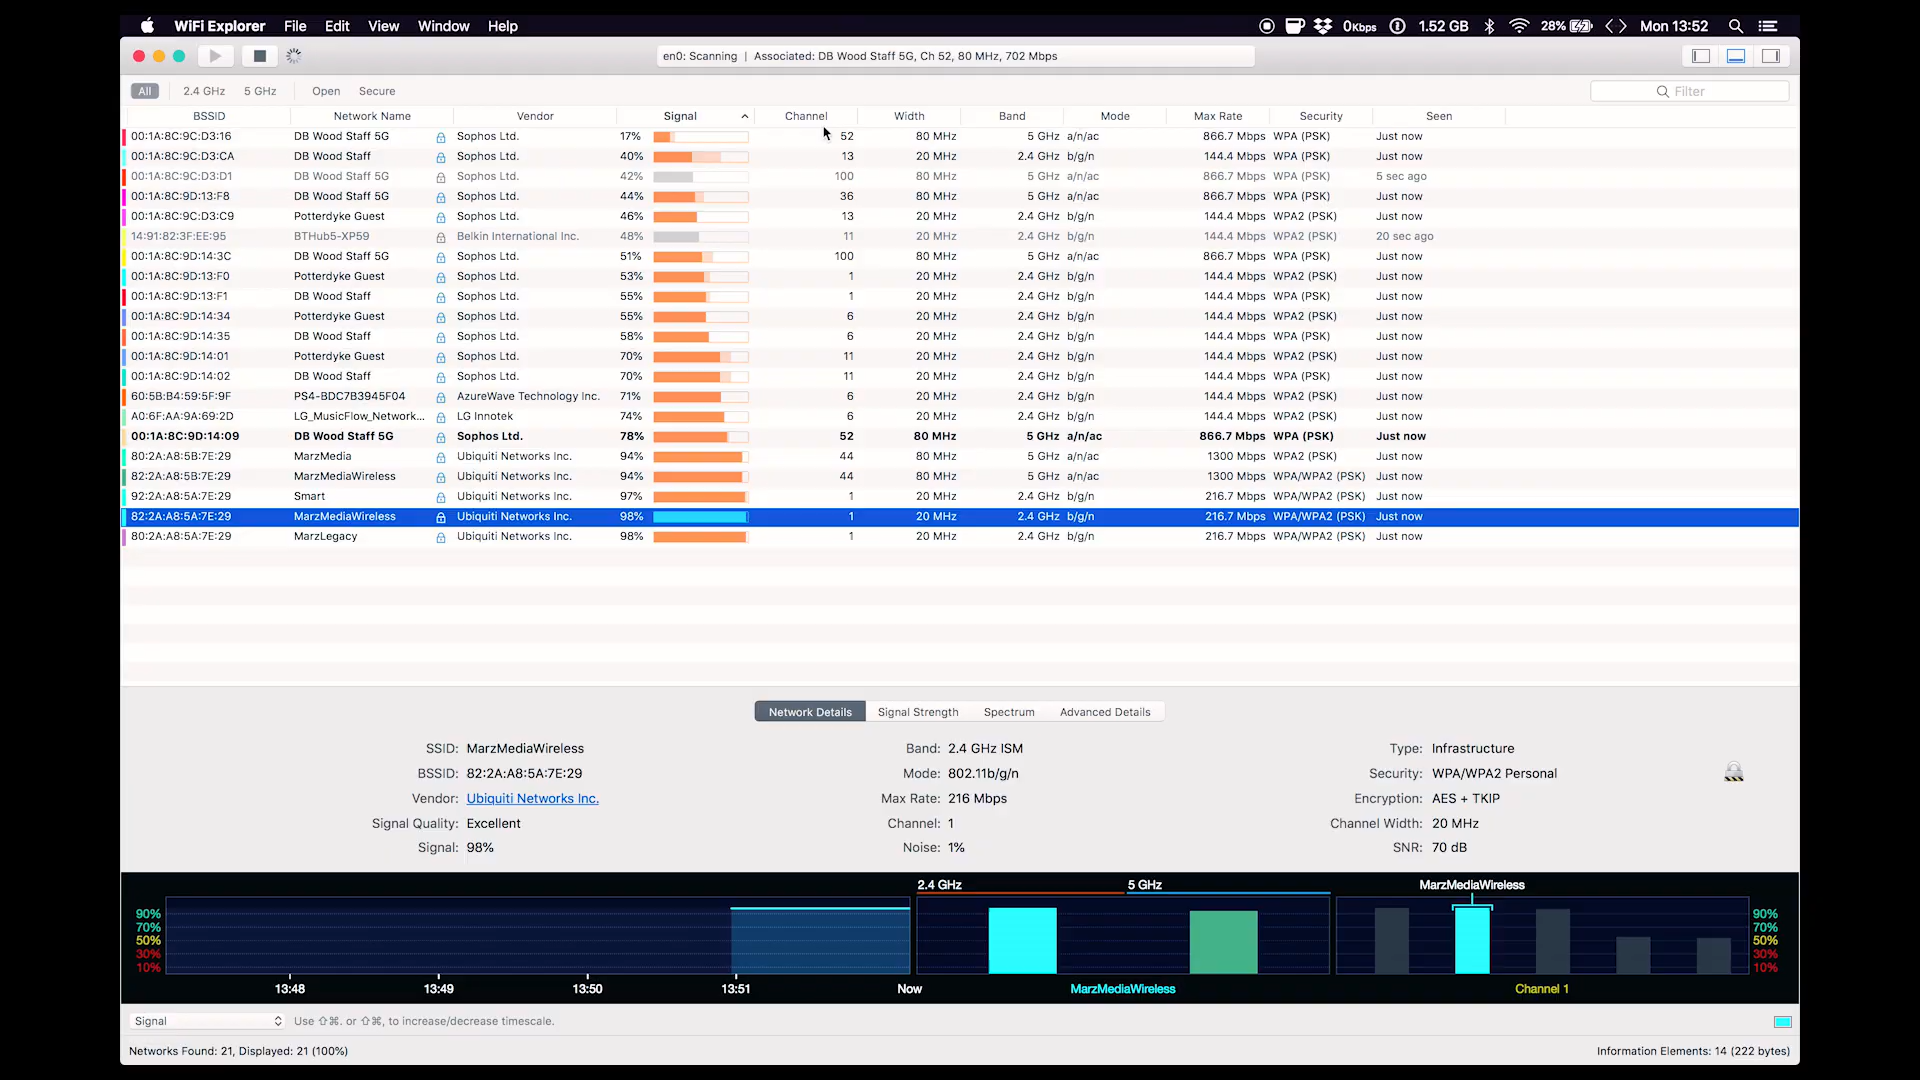 WiFi Explorer File Edit View Window Help 0Kbps 1.52 GB 28% Mon 13:52
en0: Scanning | Associated: DB Wood Staff 5G, Ch 52, 80 MHz, 702 Mbps
All 2.4 GHz 5 GHz Open Secure Filter
BSSID Network Name Vendor Signal Channel Width Band Mode Max Rate Security Seen
00:1A:8C:9C:D3:16 DB Wood Staff 5G Sophos Ltd. 17% 52 80 MHz 5 GHz a/n/ac 866.7 Mbps WPA (PSK) Just now
00:1A:8C:9C:D3:CA DB Wood Staff Sophos Ltd. 40% 13 20 MHz 2.4 GHz b/g/n 144.4 Mbps WPA (PSK) Just now
00:1A:8C:9C:D3:D1 DB Wood Staff 5G Sophos Ltd. 42% 100 80 MHz 5 GHz a/n/ac 866.7 Mbps WPA (PSK) 5 sec ago
00:1A:8C:9D:13:F8 DB Wood Staff 5G Sophos Ltd. 44% 36 80 MHz 5 GHz a/n/ac 866.7 Mbps WPA (PSK) Just now
00:1A:8C:9C:D3:C9 Potterdyke Guest Sophos Ltd. 46% 13 20 MHz 2.4 GHz b/g/n 144.4 Mbps WPA2 (PSK) Just now
14:91:82:3F:EE:95 BTHub5-XP59 Belkin International Inc. 48% 11 20 MHz 2.4 GHz b/g/n 144.4 Mbps WPA2 (PSK) 20 sec ago
00:1A:8C:9D:14:3C DB Wood Staff 5G Sophos Ltd. 51% 100 80 MHz 5 GHz a/n/ac 866.7 Mbps WPA (PSK) Just now
00:1A:8C:9D:13:F0 Potterdyke Guest Sophos Ltd. 53% 1 20 MHz 2.4 GHz b/g/n 144.4 Mbps WPA2 (PSK) Just now
00:1A:8C:9D:13:F1 DB Wood Staff Sophos Ltd. 55% 1 20 MHz 2.4 GHz b/g/n 144.4 Mbps WPA (PSK) Just now
00:1A:8C:9D:14:34 Potterdyke Guest Sophos Ltd. 55% 6 20 MHz 2.4 GHz b/g/n 144.4 Mbps WPA2 (PSK) Just now
00:1A:8C:9D:14:35 DB Wood Staff Sophos Ltd. 58% 6 20 MHz 2.4 GHz b/g/n 144.4 Mbps WPA (PSK) Just now
00:1A:8C:9D:14:01 Potterdyke Guest Sophos Ltd. 70% 11 20 MHz 2.4 GHz b/g/n 144.4 Mbps WPA2 (PSK) Just now
00:1A:8C:9D:14:02 DB Wood Staff Sophos Ltd. 70% 11 20 MHz 2.4 GHz b/g/n 144.4 Mbps WPA (PSK) Just now
60:5B:B4:59:5F:9F PS4-BDC7B3945F04 AzureWave Technology Inc. 71% 6 20 MHz 2.4 GHz b/g/n 144.4 Mbps WPA2 (PSK) Just now
A0:6F:AA:9A:69:2D LG_MusicFlow_Network... LG Innotek 74% 6 20 MHz 2.4 GHz b/g/n 144.4 Mbps WPA2 (PSK) Just now
00:1A:8C:9D:14:09 DB Wood Staff 5G Sophos Ltd. 78% 52 80 MHz 5 GHz a/n/ac 866.7 Mbps WPA (PSK) Just now
80:2A:A8:5B:7E:29 MarzMedia Ubiquiti Networks Inc. 94% 44 80 MHz 5 GHz a/n/ac 1300 Mbps WPA2 (PSK) Just now
82:2A:A8:5B:7E:29 MarzMediaWireless Ubiquiti Networks Inc. 94% 44 80 MHz 5 GHz a/n/ac 1300 Mbps WPA/WPA2 (PSK) Just now
92:2A:A8:5A:7E:29 Smart Ubiquiti Networks Inc. 97% 1 20 MHz 2.4 GHz b/g/n 216.7 Mbps WPA/WPA2 (PSK) Just now
82:2A:A8:5A:7E:29 MarzMediaWireless Ubiquiti Networks Inc. 98% 1 20 MHz 2.4 GHz b/g/n 216.7 Mbps WPA/WPA2 (PSK) Just now
80:2A:A8:5A:7E:29 MarzLegacy Ubiquiti Networks Inc. 98% 1 20 MHz 2.4 GHz b/g/n 216.7 Mbps WPA/WPA2 (PSK) Just now
Network Details Signal Strength Spectrum Advanced Details
SSID: MarzMediaWireless Band: 2.4 GHz ISM Type: Infrastructure
BSSID: 82:2A:A8:5A:7E:29 Mode: 802.11b/g/n Security: WPA/WPA2 Personal
Vendor: Ubiquiti Networks Inc. Max Rate: 216 Mbps Encryption: AES + TKIP
Signal Quality: Excellent Channel: 1 Channel Width: 20 MHz
Signal: 98% Noise: 1% SNR: 70 dB
2.4 GHz 5 GHz MarzMediaWireless
90% 90%
70% 70%
50% 50%
30% 30%
10% 10%
13:48 13:49 13:50 13:51 Now MarzMediaWireless Channel 1
Signal Use ⇧⌘. or ⇧⌘, to increase/decrease timescale.
Networks Found: 21, Displayed: 21 (100%) Information Elements: 14 (222 bytes)